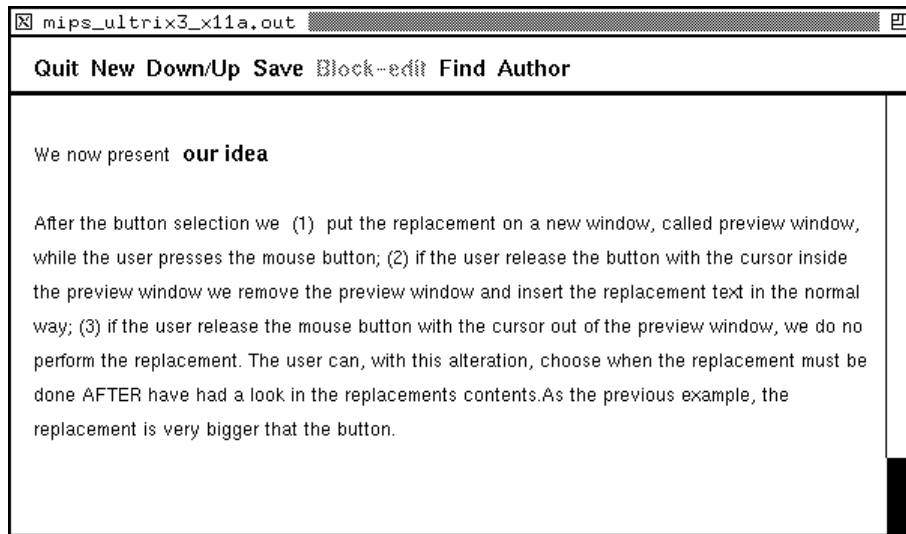 mips_ultrix3_x11a.out
Quit New Down/Up Save Block-edit Find Author
We now present our idea
After the button selection we (1) put the replacement on a new window, called preview window,
while the user presses the mouse button; (2) if the user release the button with the cursor inside
the preview window we remove the preview window and insert the replacement text in the normal
way; (3) if the user release the mouse button with the cursor out of the preview window, we do no
perform the replacement. The user can, with this alteration, choose when the replacement must be
done AFTER have had a look in the replacements contents.As the previous example, the
replacement is very bigger that the button.